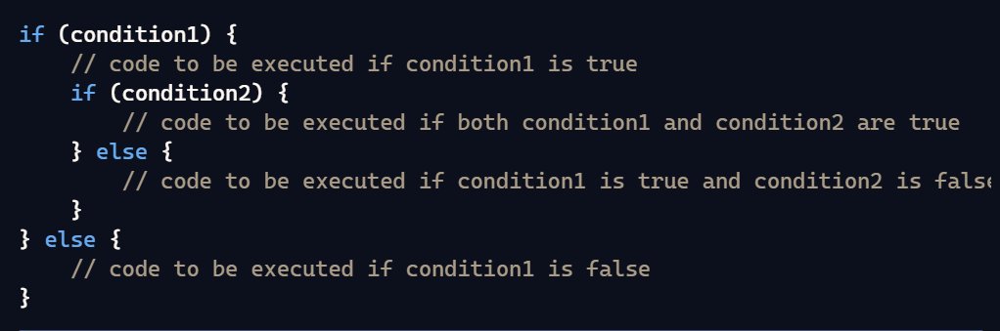 if (condition1) {
    // code to be executed if condition1 is true
    if (condition2) {
        // code to be executed if both condition1 and condition2 are true
    } else {
        // code to be executed if condition1 is true and condition2 is false
    }
} else {
    // code to be executed if condition1 is false
}